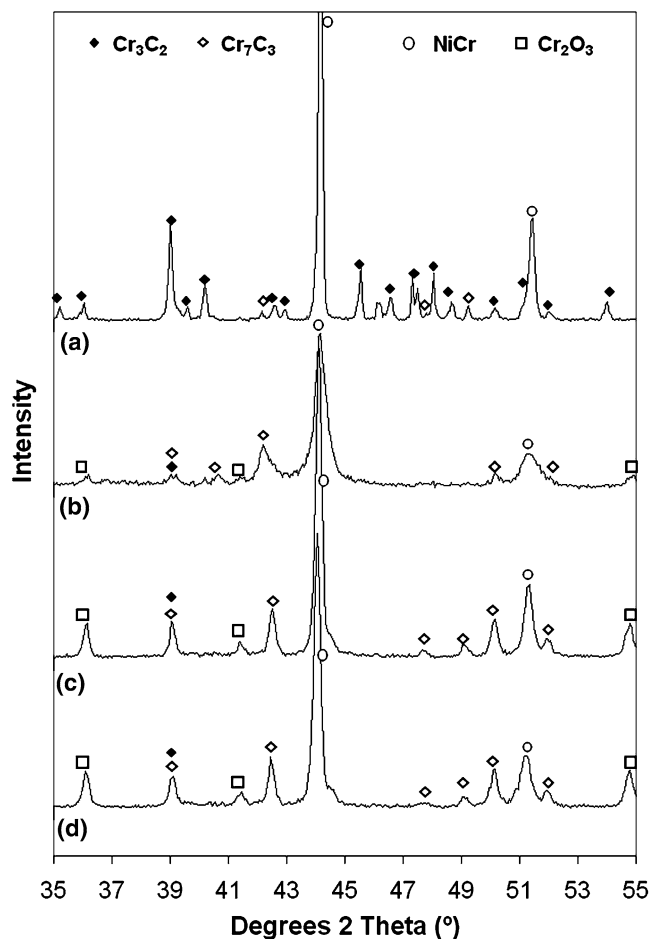 Cr₃C₂ Cr₇C₃ NiCr Cr₂O₃
(a)
Intensity
(b)
(c)
(d)
35 37 39 41 43 45 47 49 51 53 55
Degrees 2 Theta (º)